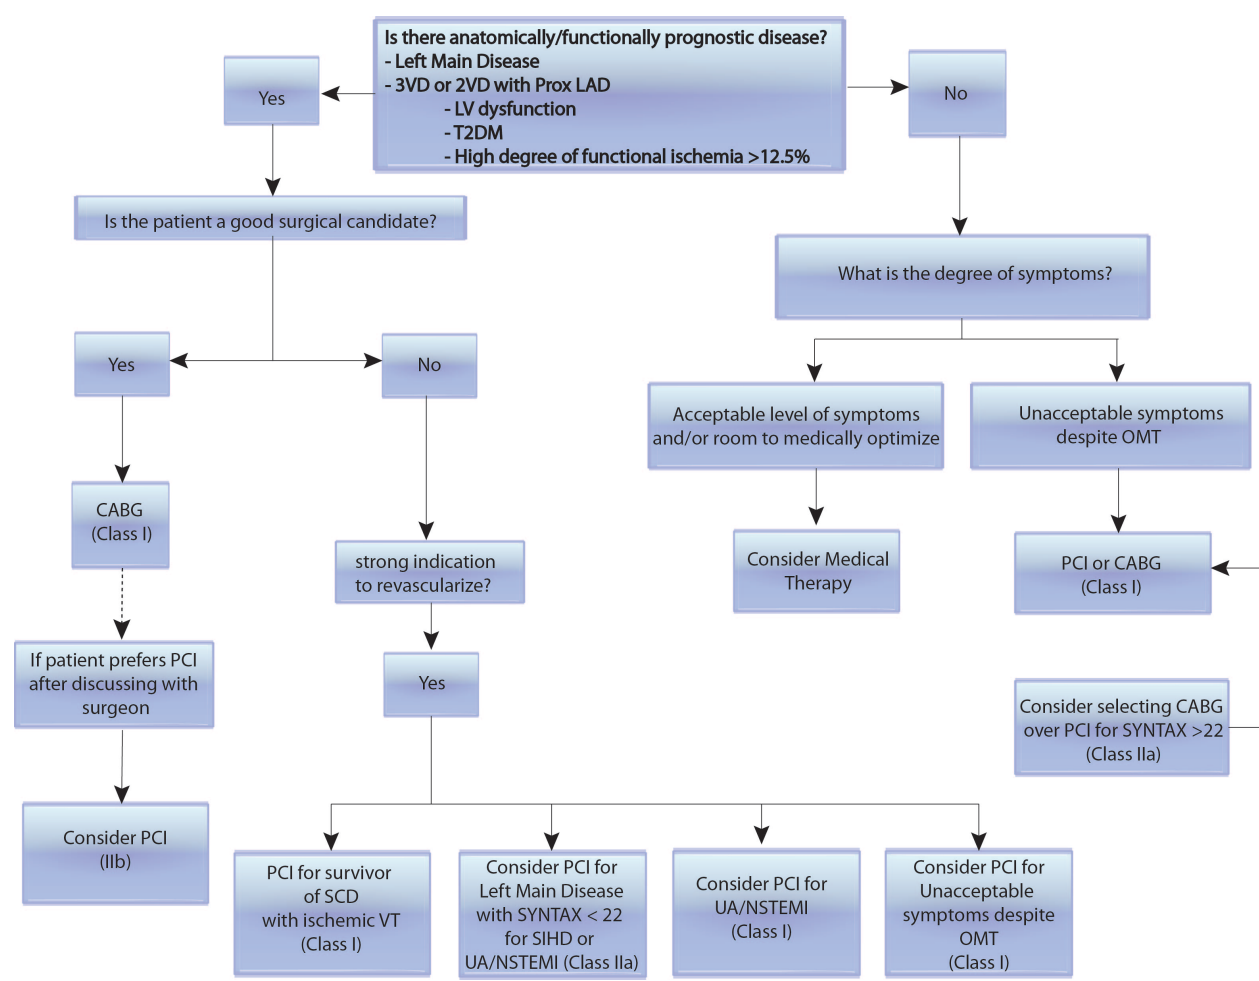 Is there anatomically/functionally prognostic disease?
- Left Main Disease
- 3VD or 2VD with Prox LAD
- LV dysfunction
- T2DM
- High degree of functional ischemia >12.5%
Yes
No
Is the patient a good surgical candidate?
What is the degree of symptoms?
Yes
No
Acceptable level of symptoms
and/or room to medically optimize
Unacceptable symptoms
despite OMT
CABG
(Class I)
strong indication
to revascularize?
Consider Medical
Therapy
PCI or CABG
(Class I)
If patient prefers PCI
after discussing with
surgeon
Yes
Consider selecting CABG
over PCI for SYNTAX >22
(Class IIa)
Consider PCI
(IIb)
PCI for survivor
of SCD
with ischemic VT
(Class I)
Consider PCI for
Left Main Disease
with SYNTAX < 22
for SIHD or
UA/NSTEMI (Class IIa)
Consider PCI for
UA/NSTEMI
(Class I)
Consider PCI for
Unacceptable
symptoms despite
OMT
(Class I)